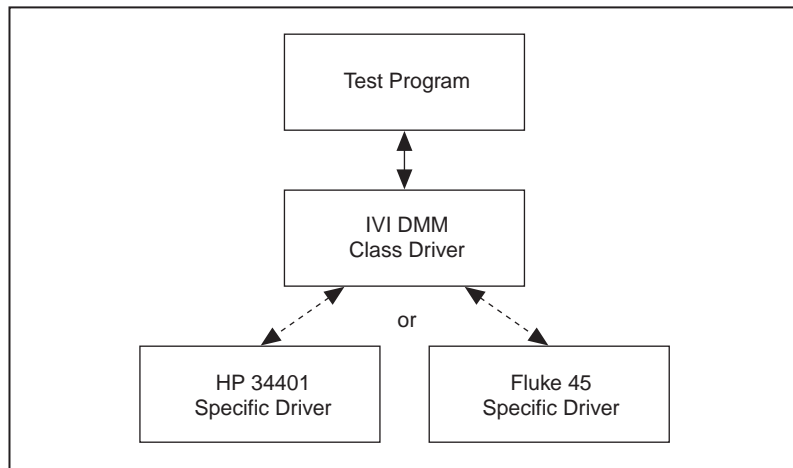 Test Program
IVI DMM
Class Driver
or
HP 34401
Specific Driver
Fluke 45
Specific Driver